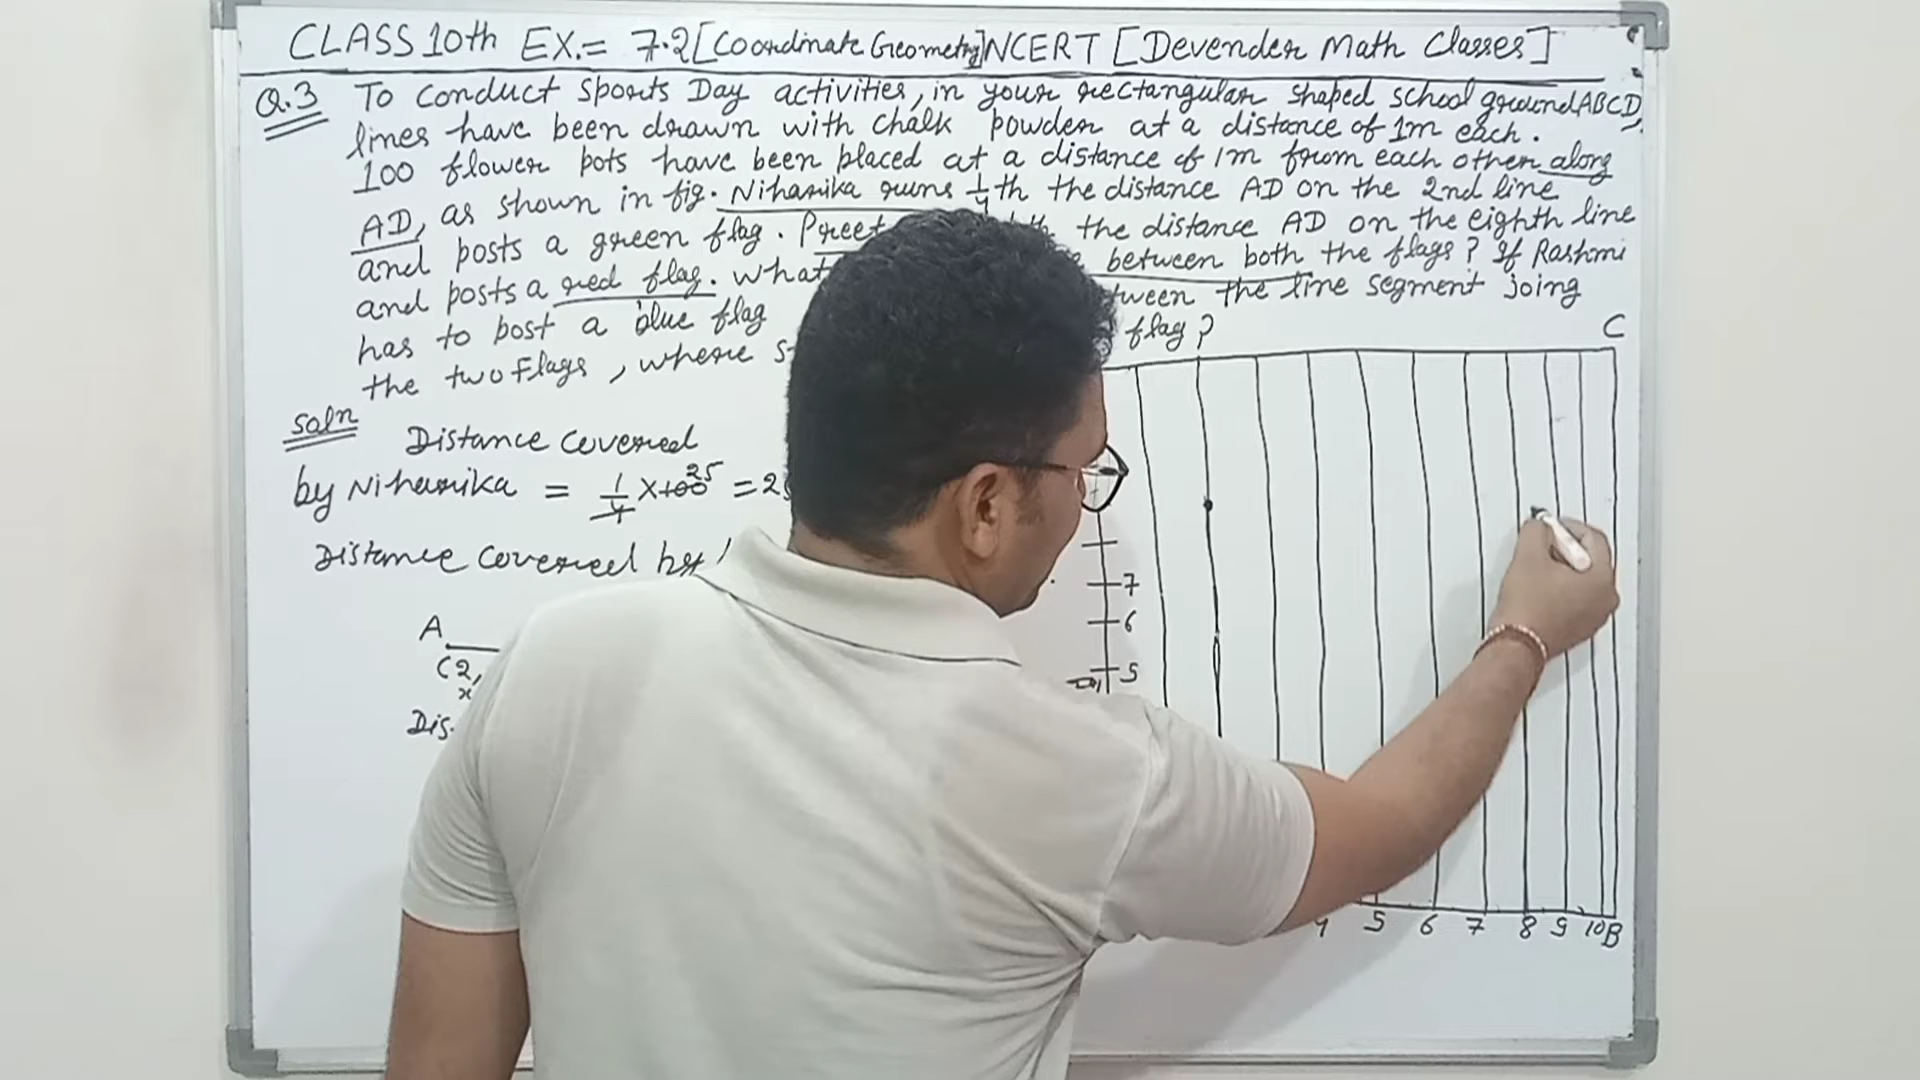 CLASS 10th EX.= 7.2 [Coordinate Geometry] NCERT [Devender Math Classes]
Q.3 To conduct Sports Day activities, in your rectangular shaped school ground ABCD,
lines have been drawn with chalk powder at a distance of 1m each.
100 flower pots have been placed at a distance of 1m from each other along
AD, as shown in fig. Niharika runs 1/4 th the distance AD on the 2nd line
and posts a green flag. Preet the distance AD on the eighth line
and posts a red flag. What between both the flags? If Rashmi
has to post a blue flag between the line segment joing
the two Flags, where flag?
C
Soln Distance Covered
by Niharika = 1/4 × 100 25 = 2
Distance Covered by
7
6
A
(2,
x
5
Dis
4 5 6 7 8 9 10 B